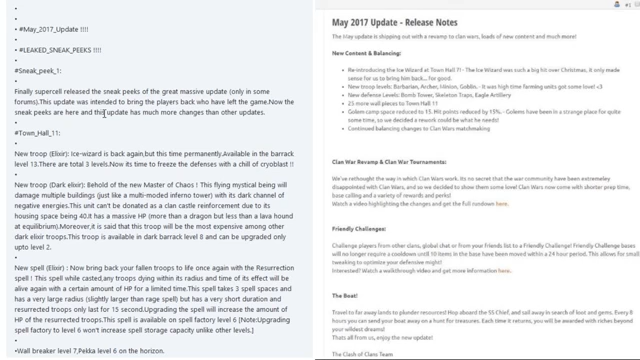 • #May_2017_Update !!!!
• #LEAKED_SNEAK_PEEKS !!!!
#Sneak_peek_1:
Finally supercell released the sneak peeks of the great massive update (only in some
forums).This update was intended to bring the players back who have left the game.Now the
sneak peeks are here and this update has much more changes than other updates.
#Town_Hall_11:
New troop (Elixir): Ice-wizard is back again,but this time permanently.Available in the barrack
level 13.There are total 3 levels.Now its time to freeze the defenses with a chill of cryoblast !!
New troop (Dark elixir): Behold of the new Master of Chaos ! This flying mystical being will
damage multiple buildings (just like a multi-moded inferno tower) with its dark channel of
negative energies.This unit can't be donated as a clan castle reinforcement due to its
housing space being 40.It has a massive HP (more than a dragon but less than a lava hound
at equilibrium).Moreover,it is said that this troop will be the most expensive among other
dark elixir troops.This troop is available in dark barrack level 8 and can be upgraded only
upto level 2.
New spell (Elixir) : Now bring back your fallen troops to life once again with the Resurrection
spell ! This spell while casted,any troops dying within its radius and time of its effect will be
alive again with a certain amount of HP for a limited time.This spell takes 3 spell spaces and
has a very large radius (slightly larger than rage spell) but has a very short duration and
resurrected troops only last for 15 second.Upgrading the spell will increase the amount of
HP of the resurrected troops.This spell is available on spell factory level 6 [Note:Upgrading
spell factory to level 6 won't increase spell storage capacity unlike other levels.]
•Wall breaker level 7,Pekka level 6 on the horizon.
May 2017 Update - Release Notes
The May update is shipping out with a revamp to clan wars, loads of new content and much more!
New Content & Balancing:
• Re-introducing the Ice Wizard at Town Hall 7! - The Ice Wizard was such a big hit over Christmas, it only made
sense for us to bring him back... for good.
• New troop levels: Barbarian, Archer, Minion, Goblin. - It was high time farming units got some love! <3
• New defense Levels: Bomb Tower, Skeleton Traps, Eagle Artillery
• 25 more wall pieces to Town Hall 11
• Golem camp space reduced to 15. Hit points reduced by 15% - Golems have been in a strange place for quite
some time, so we decided a rework could be what he needs!
• Continued balancing changes to Clan Wars matchmaking
Clan War Revamp & Clan War Tournaments:
We've rethought the way in which Clan Wars work. Its no secret that the war community have been extremeley
disappointed with Clan Wars, and so we decided to show them some love! Clan Wars now come with shorter prep time,
base calling and a variety of rewards and perks!
Watch a video highlighting the changes and get the full rundown here.
Friendly Challenges:
Challenge players from other clans, global chat or from your Friends list to a Friendly Challenge! Friendly Challenge bases
will no longer require a cooldown until 10 items in the base have been moved within a 24 hour period. This allows for small
tweaking to optimize your defensive might!
Interested? Watch a walkthrough video and get more information here.
The Boat!
Travel to far away lands to plunder resources! Hop aboard the SS Chief, and sail away in search of loot and gems. Every 8
hours you can send your boat away on a hunt for treasures. Each time it returns, you will be awarded with riches beyond
your wildest dreams!
Thats all from us, enjoy the new update!
The Clash of Clans Team